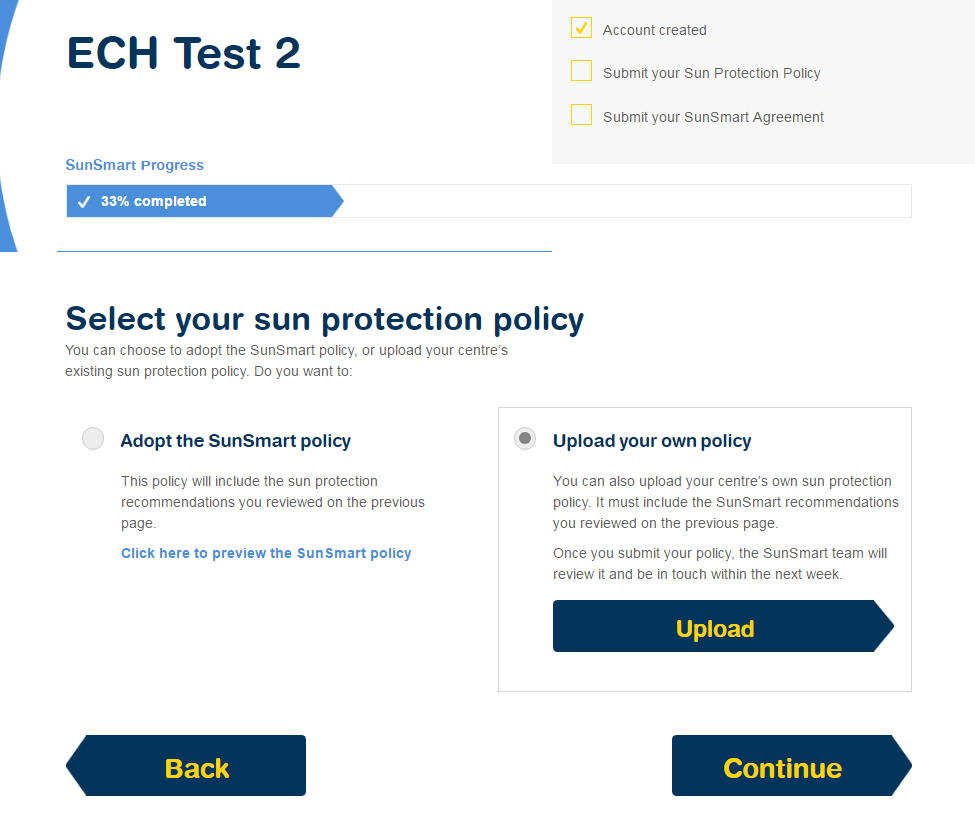 ECH Test 2
Account created
Submit your Sun Protection Policy
Submit your SunSmart Agreement
SunSmart Progress
33% completed
Select your sun protection policy
You can choose to adopt the SunSmart policy, or upload your centre’s
existing sun protection policy. Do you want to:
Adopt the SunSmart policy
This policy will include the sun protection
recommendations you reviewed on the previous
page.
Click here to preview the SunSmart policy
Upload your own policy
You can also upload your centre’s own sun protection
policy. It must include the SunSmart recommendations
you reviewed on the previous page.
Once you submit your policy, the SunSmart team will
review it and be in touch within the next week.
Upload
Back
Continue